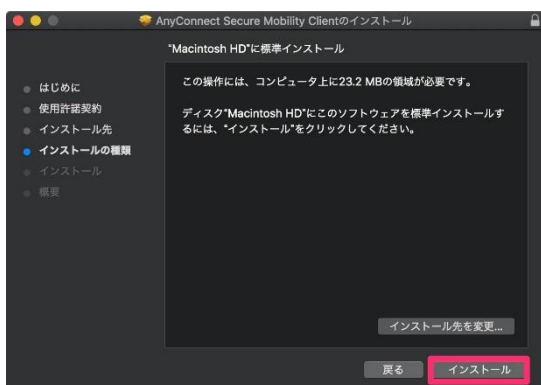 AnyConnect Secure Mobility Clientのインストール
"Macintosh HD"に標準インストール
はじめに
使用許諾契約
インストール先
インストールの種類
インストール
概要
この操作には、コンピュータ上に23.2 MBの領域が必要です。
ディスク"Macintosh HD"にこのソフトウェアを標準インストールす
るには、"インストール"をクリックしてください。
インストール先を変更...
戻る
インストール